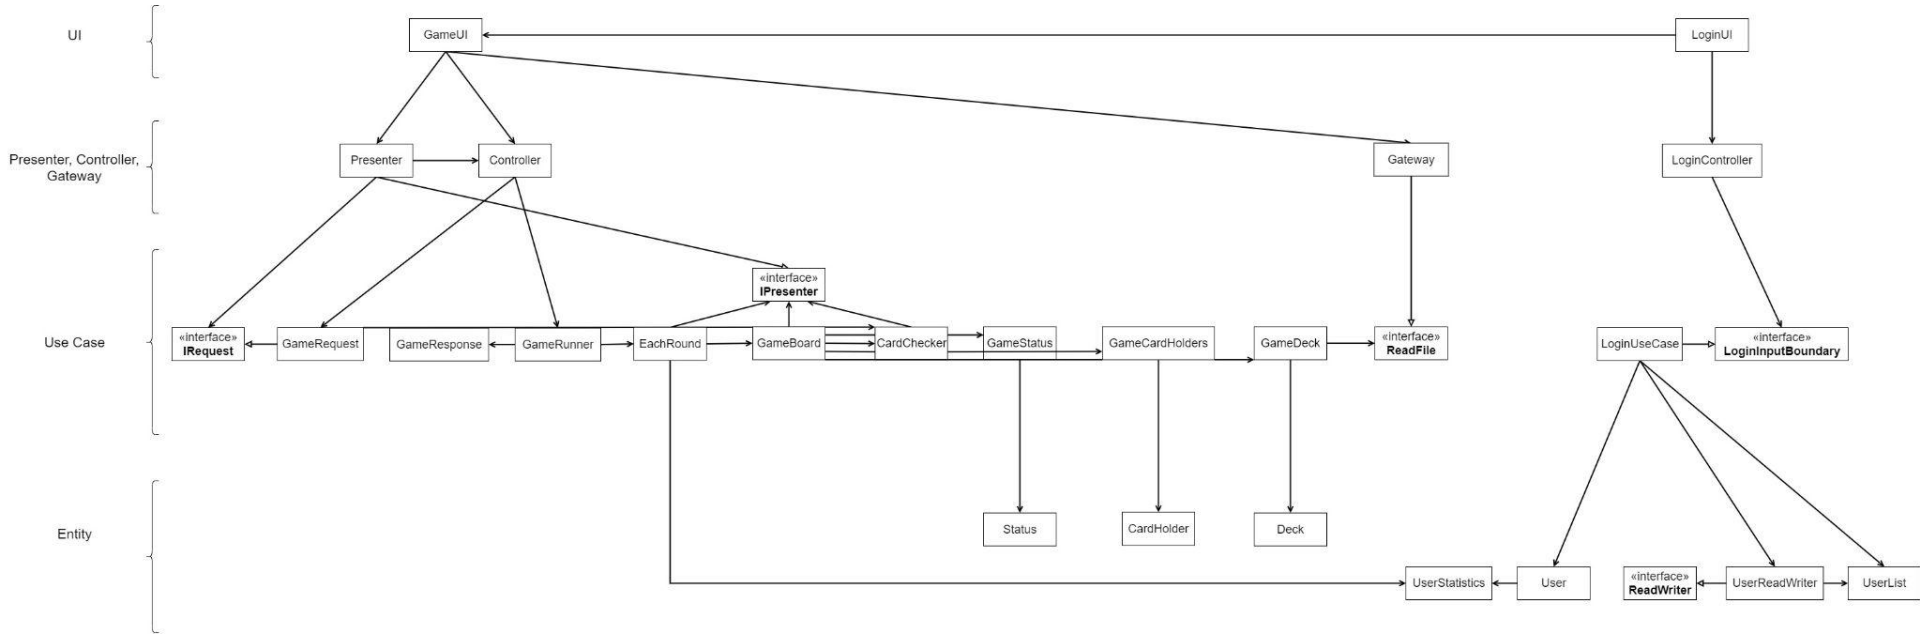 UI
GameUI
LoginUI
Presenter, Controller,
Gateway
Presenter
Controller
Gateway
LoginController
Use Case
«interface»
IPresenter
«interface»
IRequest
GameRequest
GameResponse
GameRunner
EachRound
GameBoard
CardChecker
GameStatus
GameCardHolders
GameDeck
«interface»
ReadFile
LoginUseCase
«interface»
LoginInputBoundary
Entity
Status
CardHolder
Deck
UserStatistics
User
«interface»
ReadWriter
UserReadWriter
UserList